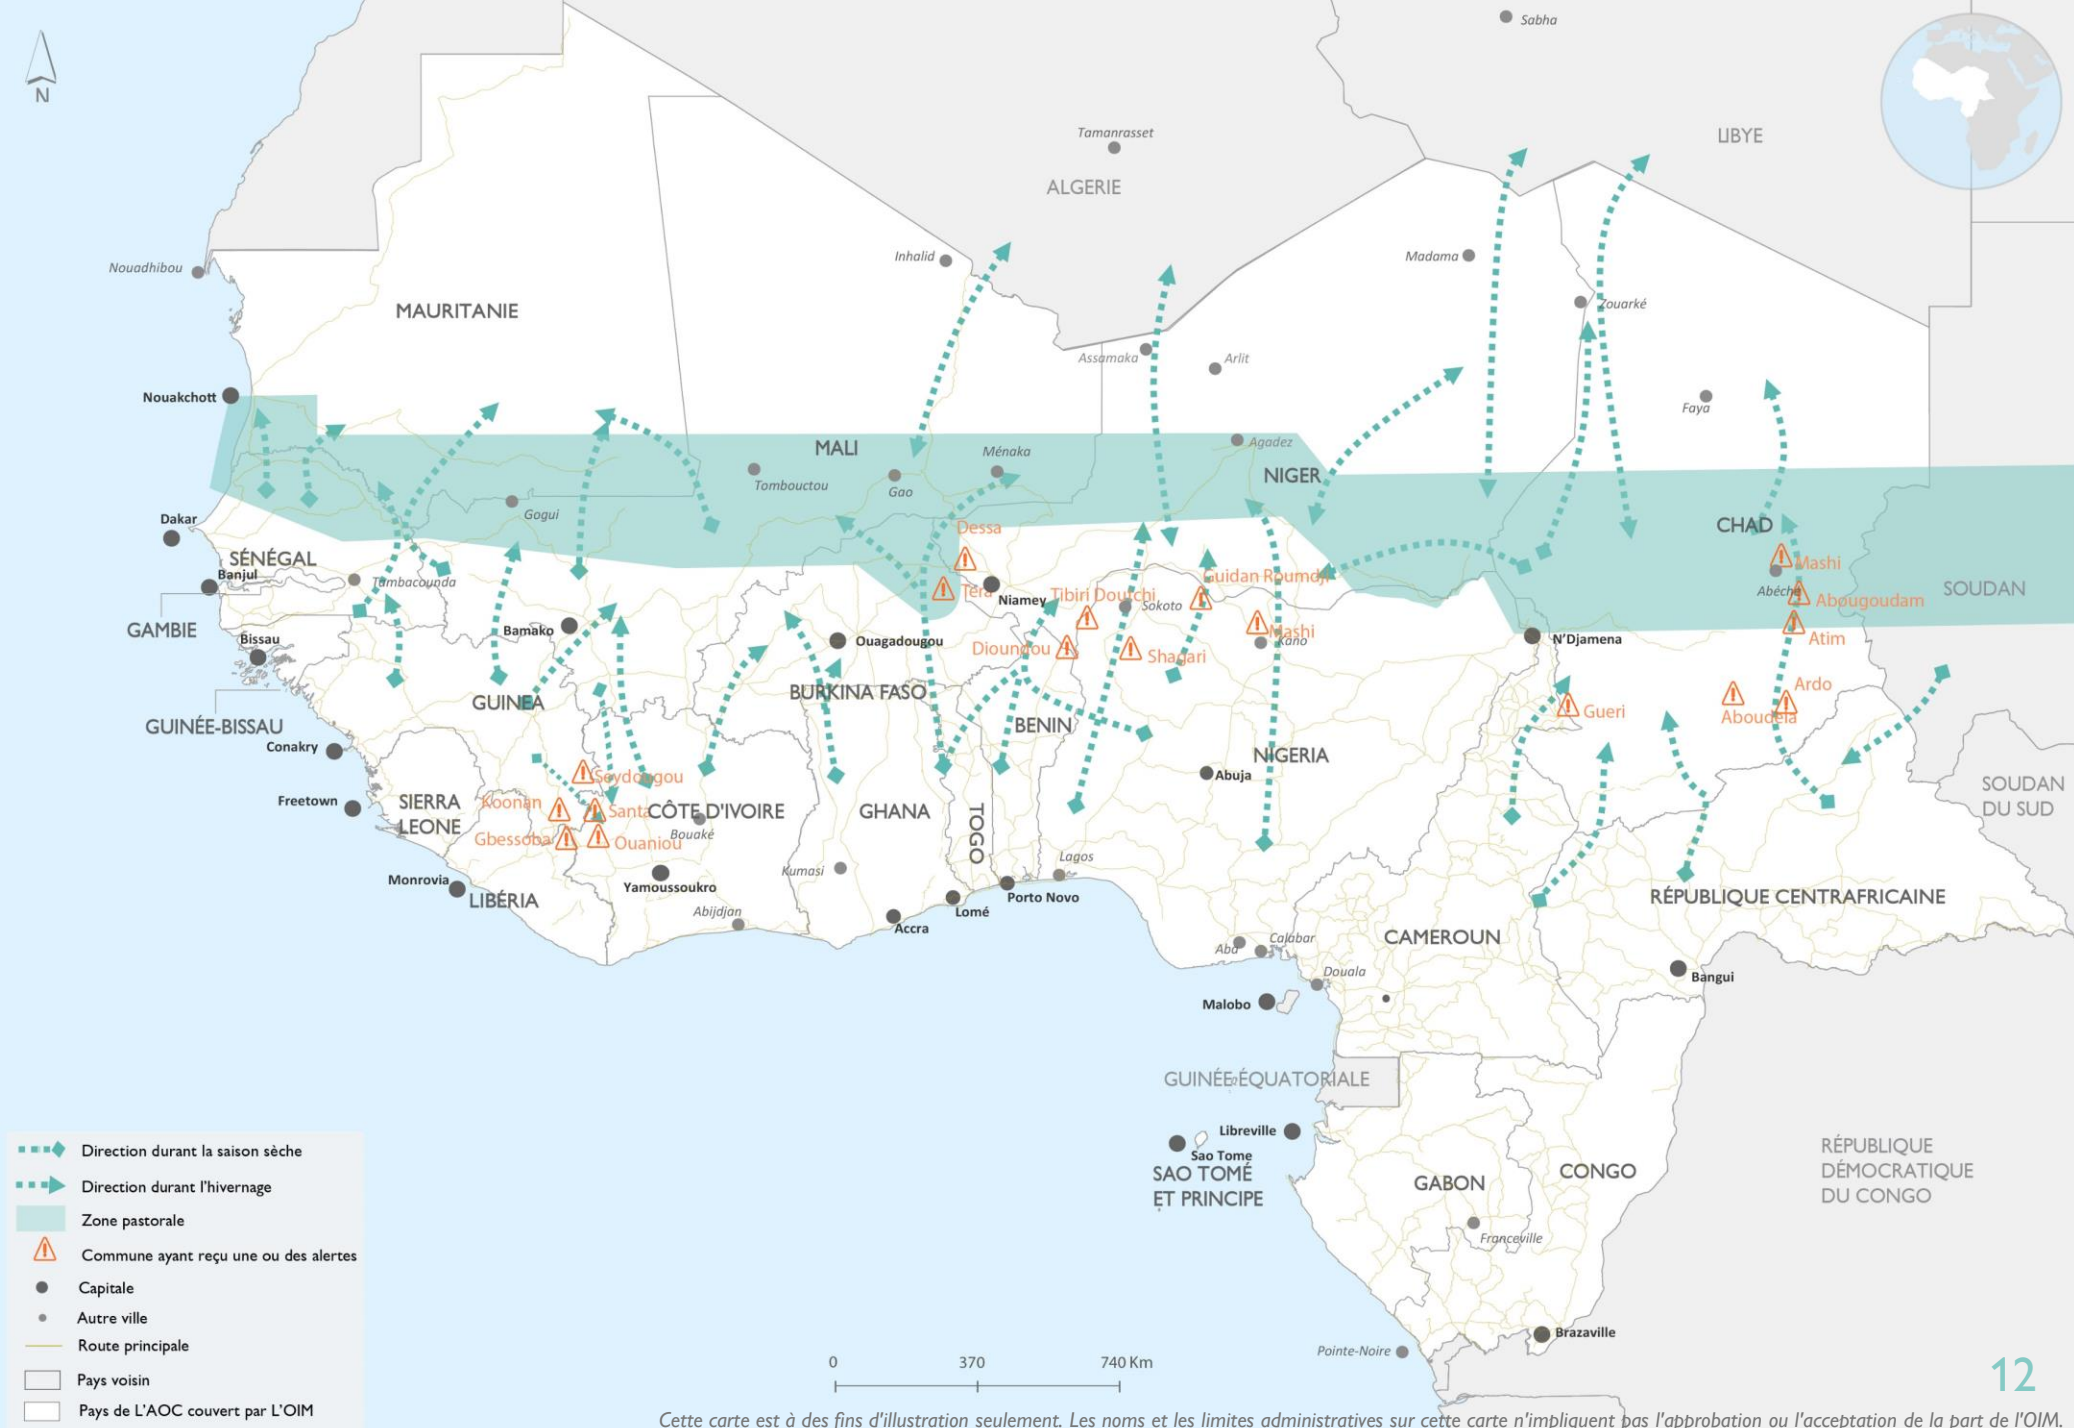 Sabha
N
Tamanrasset
LIBYE
ALGERIE
Inhalid
Madama
Nouadhibou
MAURITANIE
Zouarké
Assamaka
Arlit
Nouakchott
Faya
MALI
Agadez
Ménaka
NIGER
Tombouctou
Gao
Gogui
Dakar
Dessa
CHAD
SÉNÉGAL
Mashi
Banjul
Tambacounda
Guidan Roumdji
Téra
Niamey
Tibiri Doutchi
Sokoto
Abéché
Abougoudam
SOUDAN
GAMBIE
Bamako
Mashi
Kano
N'Djamena
Atim
Bissau
Ouagadougou
Dioundou
Shagari
BURKINA FASO
Ardo
GUINEA
Gueri
Aboudeïa
GUINÉE-BISSAU
BENIN
Conakry
NIGERIA
Seydougou
Abuja
SOUDAN
DU SUD
Freetown
SIERRA
LEONE
Koonan
Santa
CÔTE D'IVOIRE
GHANA
TOGO
Bouaké
Gbessoba
Ouaniou
Kumasi
Lagos
Monrovia
LIBÉRIA
Yamoussoukro
Porto Novo
RÉPUBLIQUE CENTRAFRICAINE
Abijdjan
Lomé
Accra
CAMEROUN
Aba
Calabar
Douala
Bangui
Malobo
GUINÉE ÉQUATORIALE
Libreville
Sao Tome
SAO TOMÉ
ET PRINCIPE
GABON
CONGO
RÉPUBLIQUE
DÉMOCRATIQUE
DU CONGO
Franceville
Brazaville
Pointe-Noire
Direction durant la saison sèche
Direction durant l'hivernage
Zone pastorale
Commune ayant reçu une ou des alertes
Capitale
Autre ville
Route principale
Pays voisin
Pays de L'AOC couvert par L'OIM
0 370 740 Km
12
Cette carte est à des fins d'illustration seulement. Les noms et les limites administratives sur cette carte n'impliquent pas l'approbation ou l'acceptation de la part de l'OIM.